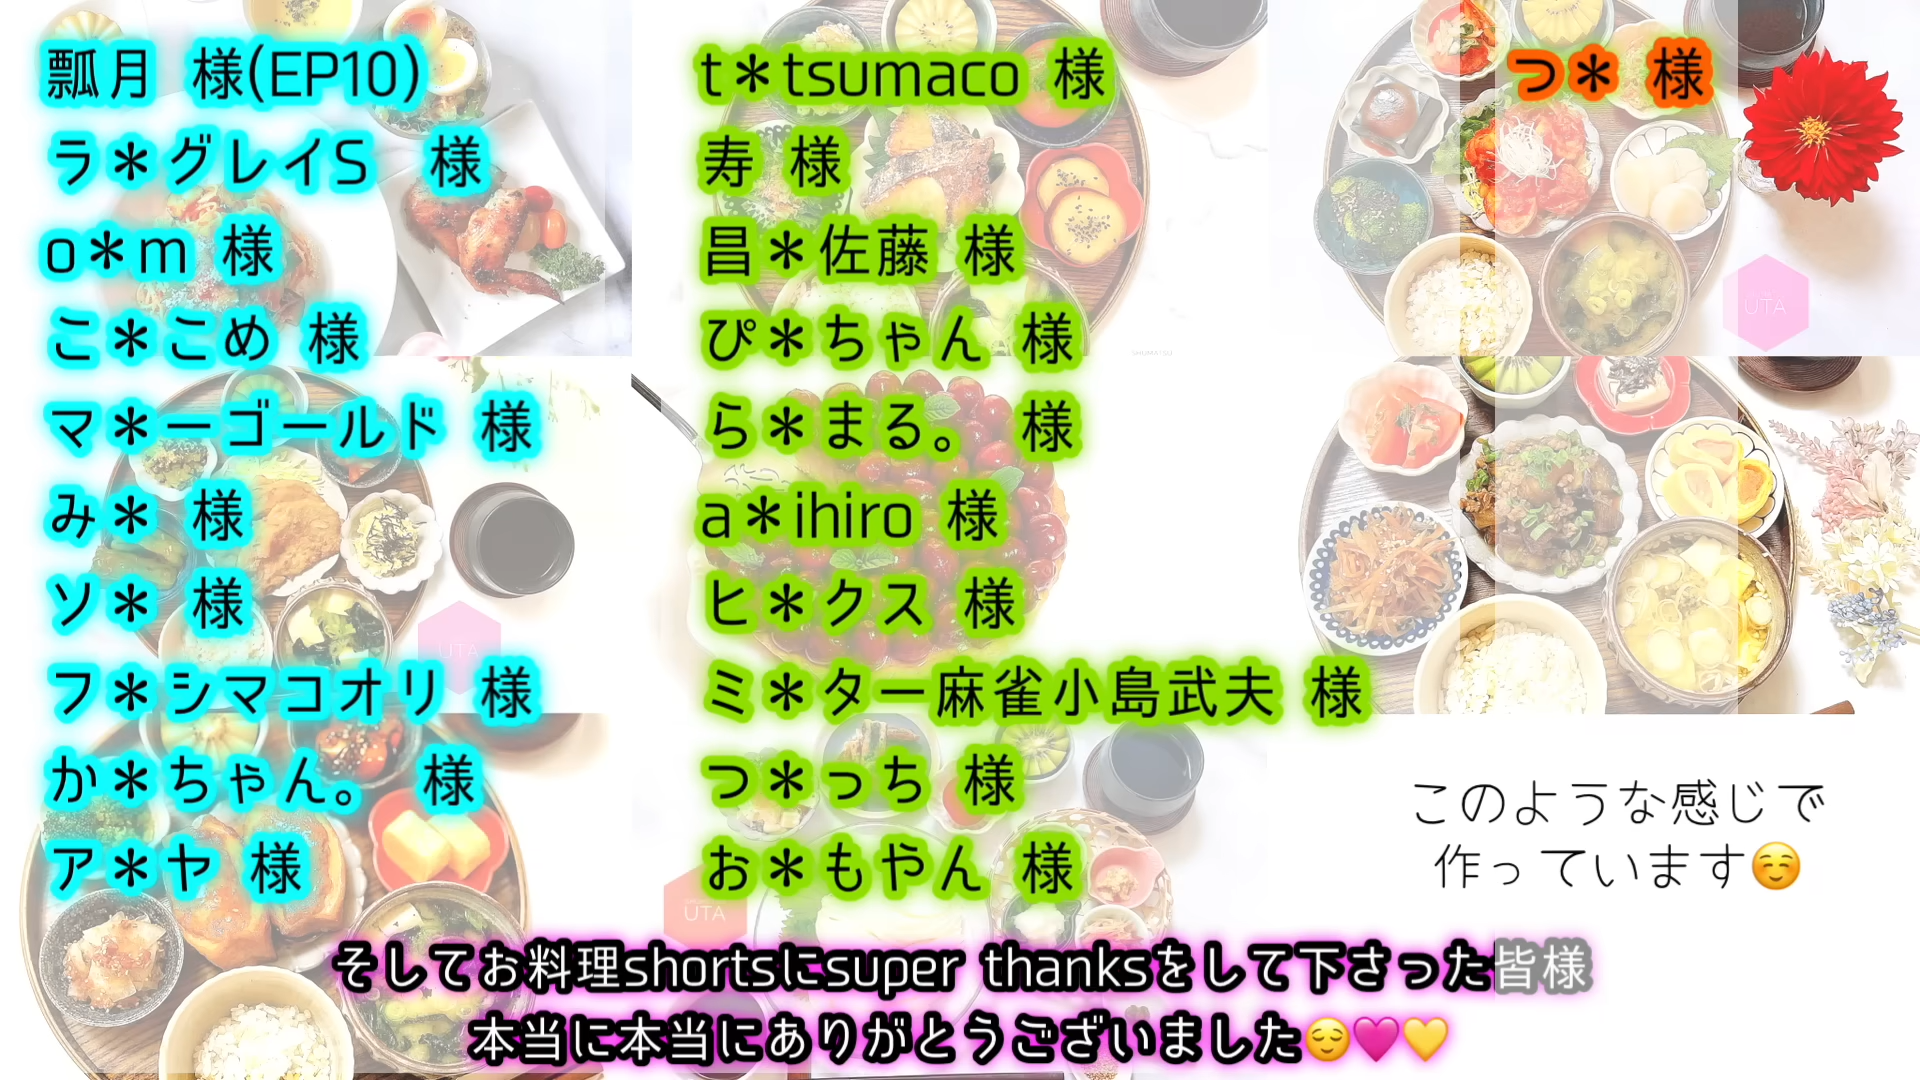 瓢月 様(EP10)
ラ＊グレイS 様
o＊m 様
こ＊こめ 様
マ＊ーゴールド 様
み＊ 様
ソ＊ 様
フ＊シマコオリ 様
か＊ちゃん。 様
ア＊ヤ 様
t＊tsumaco 様
寿 様
昌＊佐藤 様
ぴ＊ちゃん 様
ら＊まる。 様
a＊ihiro 様
ヒ＊クス 様
ミ＊ター麻雀小島武夫 様
つ＊っち 様
お＊もやん 様
つ＊ 様
UTA
UTA
UTA
このような感じで
作っています☺️
そしてお料理shortsにsuper thanksをして下さった皆様
本当に本当にありがとうございました😌💗💛